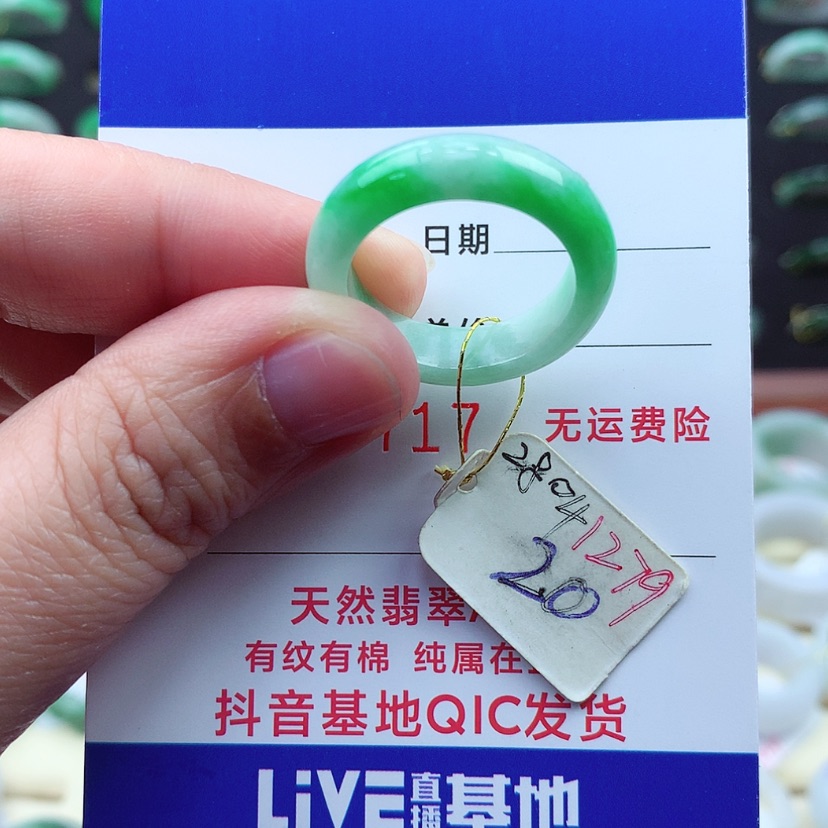 日期
17 无运费险
2804
1279
20
天然翡翠
有纹有棉 纯属在
抖音基地QIC发货
LiVE直播基地